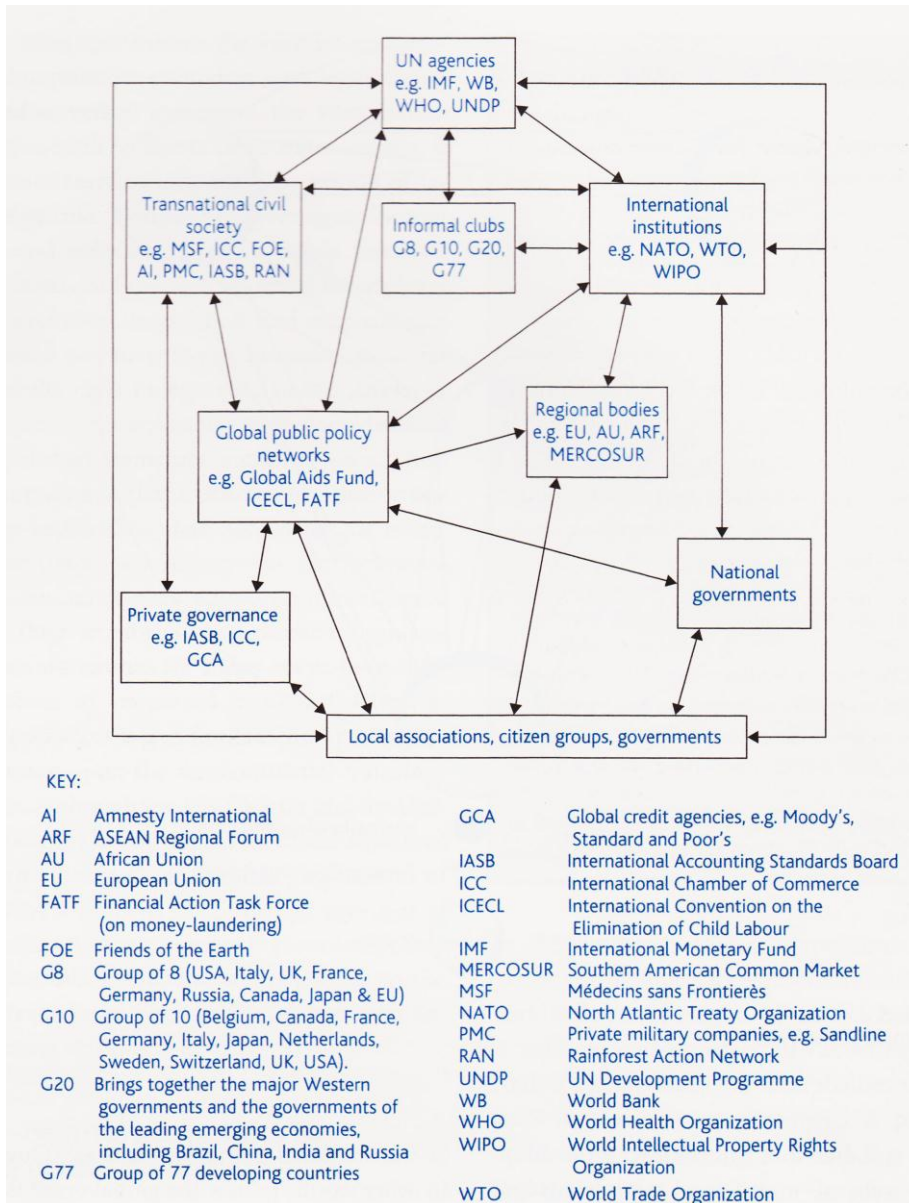 UN agencies
e.g. IMF, WB,
WHO, UNDP
Transnational civil
society
e.g. MSF, ICC, FOE,
AI, PMC, IASB, RAN
Informal clubs
G8, G10, G20,
G77
International
institutions
e.g. NATO, WTO,
WIPO
Global public policy
networks
e.g. Global Aids Fund,
ICECL, FATF
Regional bodies
e.g. EU, AU, ARF,
MERCOSUR
National
governments
Private governance
e.g. IASB, ICC,
GCA
Local associations, citizen groups, governments
KEY:
AI Amnesty International
ARF ASEAN Regional Forum
AU African Union
EU European Union
FATF Financial Action Task Force
(on money-laundering)
FOE Friends of the Earth
G8 Group of 8 (USA, Italy, UK, France,
Germany, Russia, Canada, Japan & EU)
G10 Group of 10 (Belgium, Canada, France,
Germany, Italy, Japan, Netherlands,
Sweden, Switzerland, UK, USA).
G20 Brings together the major Western
governments and the governments of
the leading emerging economies,
including Brazil, China, India and Russia
G77 Group of 77 developing countries
GCA Global credit agencies, e.g. Moody's,
Standard and Poor's
IASB International Accounting Standards Board
ICC International Chamber of Commerce
ICECL International Convention on the
Elimination of Child Labour
IMF International Monetary Fund
MERCOSUR Southern American Common Market
MSF Médecins sans Frontierès
NATO North Atlantic Treaty Organization
PMC Private military companies, e.g. Sandline
RAN Rainforest Action Network
UNDP UN Development Programme
WB World Bank
WHO World Health Organization
WIPO World Intellectual Property Rights
Organization
WTO World Trade Organization